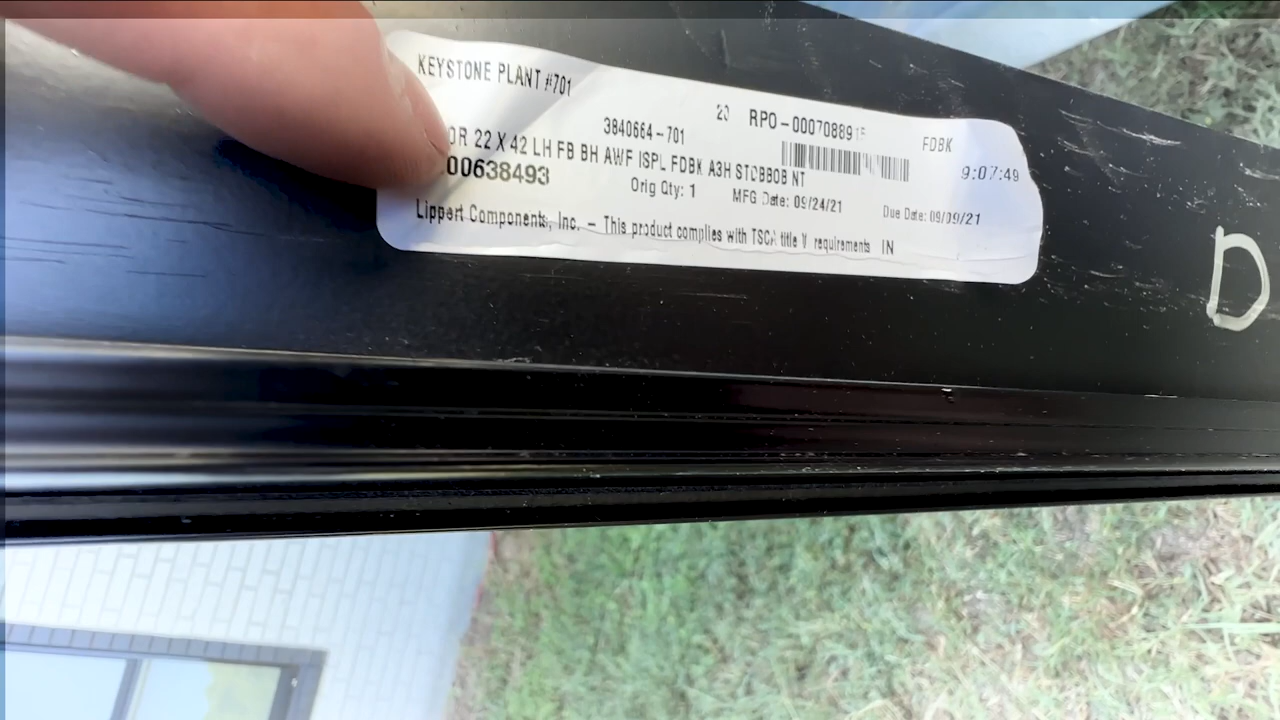 KEYSTONE PLANT #701
3840664-701
RPO-00070889
FDBK
22 X 42 LH FB BH AWF ISPL FDBK A3H NT
9:07:49
00638493
Orig Qty: 1
MFG Date: 09/24/21
Due Date: 09/09/21
Lippert Components, Inc. - This product complies with TSCA title V requirements IN
D